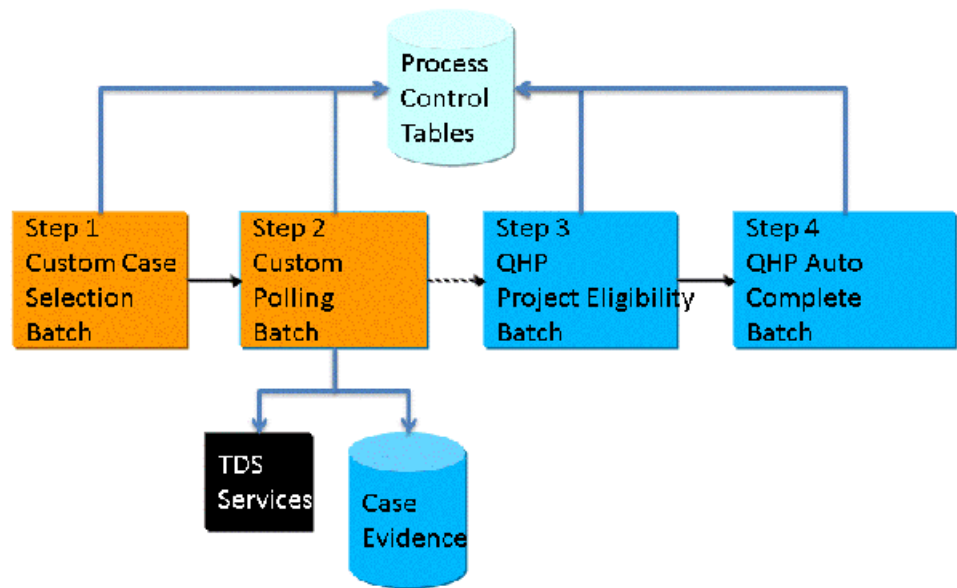 Process
Control
Tables
Step 1
Custom Case
Selection
Batch
Step 2
Custom
Polling
Batch
Step 3
QHP
Project Eligibility
Batch
Step 4
QHP Auto
Complete
Batch
TDS
Services
Case
Evidence